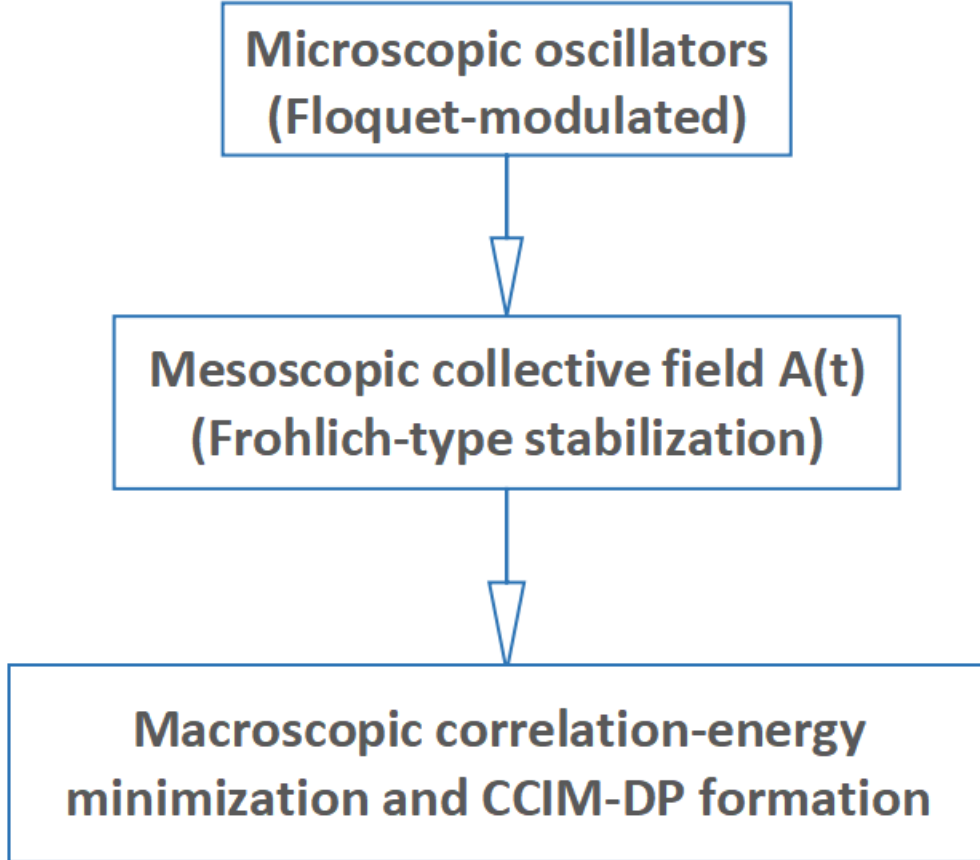 Microscopic oscillators
(Floquet-modulated)
Mesoscopic collective field A(t)
(Frohlich-type stabilization)
Macroscopic correlation-energy
minimization and CCIM-DP formation